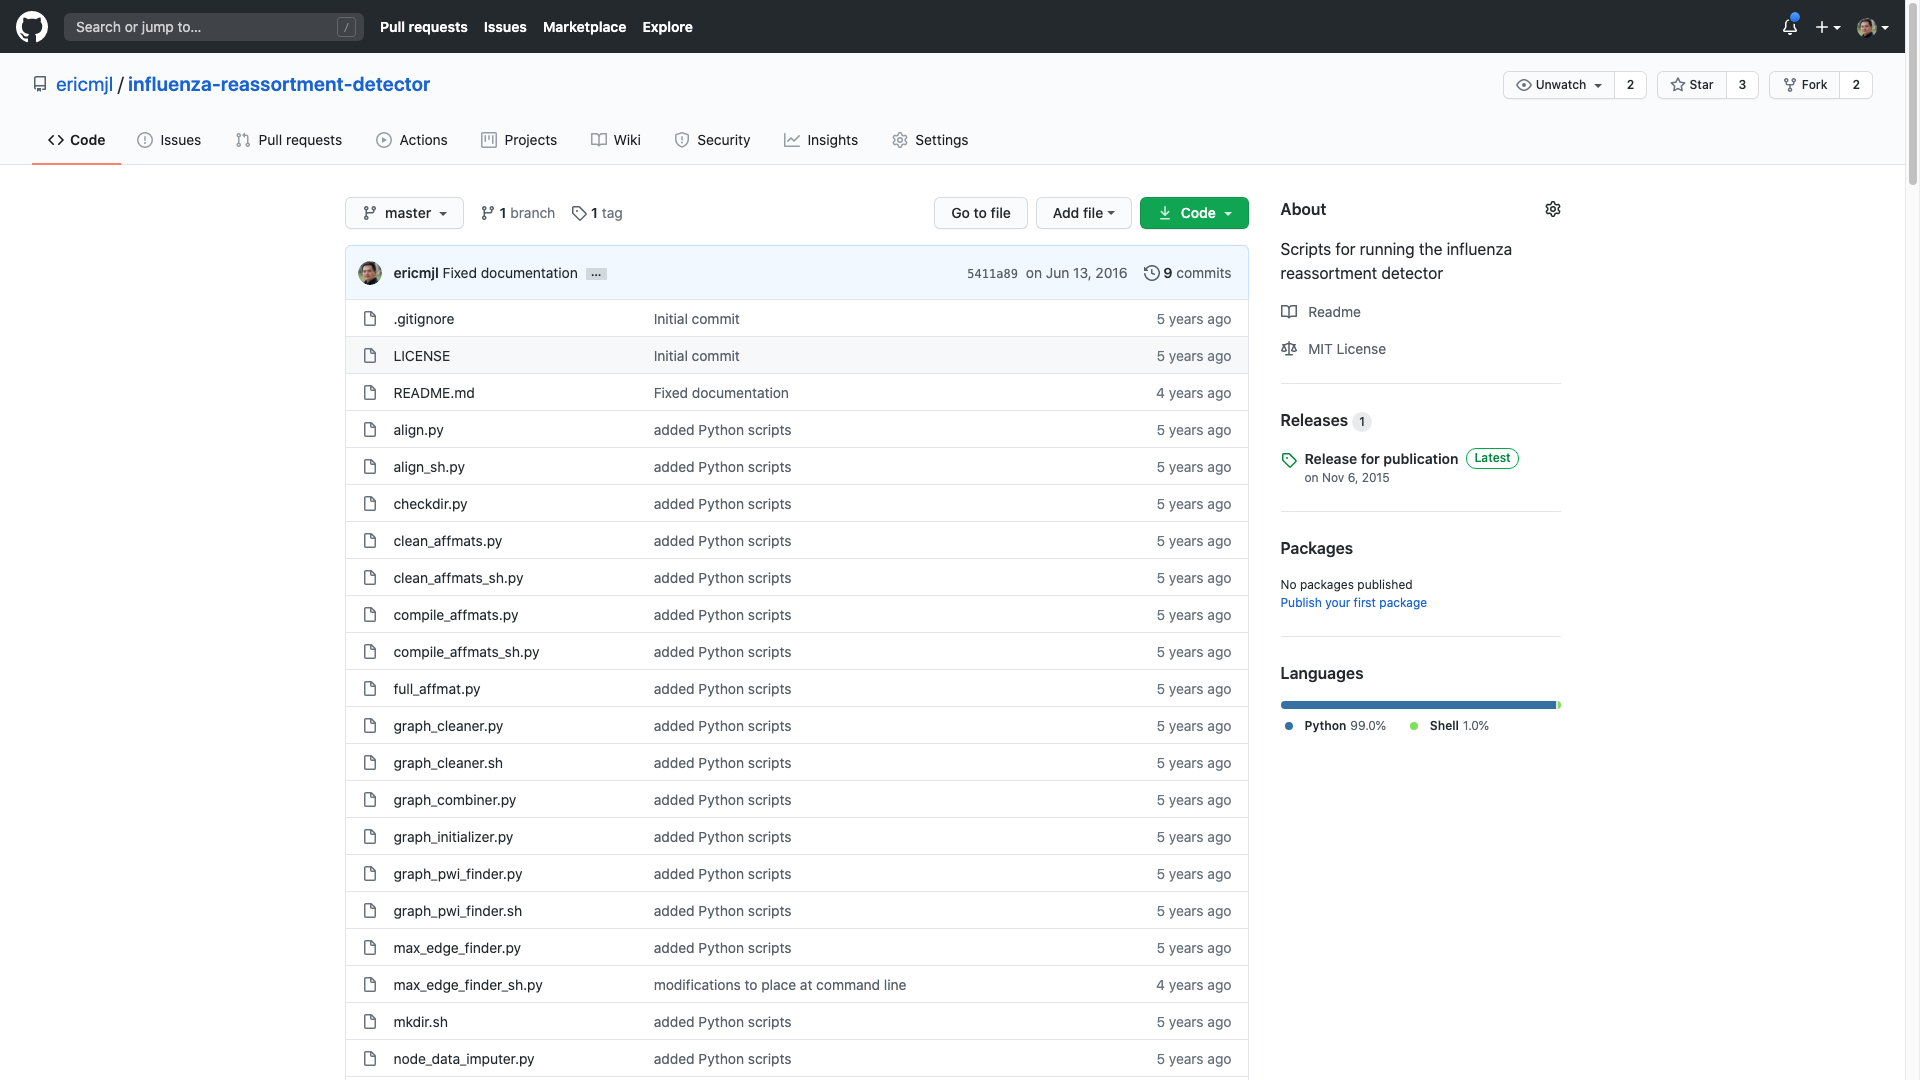 Search or jump to...
/
Pull requests
Issues
Marketplace
Explore
ericmjl / influenza-reassortment-detector
Unwatch 2
Star 3
Fork 2
Code
Issues
Pull requests
Actions
Projects
Wiki
Security
Insights
Settings
master
1 branch
1 tag
Go to file
Add file
Code
ericmjl Fixed documentation ...
5411a89 on Jun 13, 2016
9 commits
.gitignore Initial commit 5 years ago
LICENSE Initial commit 5 years ago
README.md Fixed documentation 4 years ago
align.py added Python scripts 5 years ago
align_sh.py added Python scripts 5 years ago
checkdir.py added Python scripts 5 years ago
clean_affmats.py added Python scripts 5 years ago
clean_affmats_sh.py added Python scripts 5 years ago
compile_affmats.py added Python scripts 5 years ago
compile_affmats_sh.py added Python scripts 5 years ago
full_affmat.py added Python scripts 5 years ago
graph_cleaner.py added Python scripts 5 years ago
graph_cleaner.sh added Python scripts 5 years ago
graph_combiner.py added Python scripts 5 years ago
graph_initializer.py added Python scripts 5 years ago
graph_pwi_finder.py added Python scripts 5 years ago
graph_pwi_finder.sh added Python scripts 5 years ago
max_edge_finder.py added Python scripts 5 years ago
max_edge_finder_sh.py modifications to place at command line 4 years ago
mkdir.sh added Python scripts 5 years ago
node_data_imputer.py added Python scripts 5 years ago
About
Scripts for running the influenza
reassortment detector
Readme
MIT License
Releases 1
Release for publication Latest
on Nov 6, 2015
Packages
No packages published
Publish your first package
Languages
Python 99.0%
Shell 1.0%